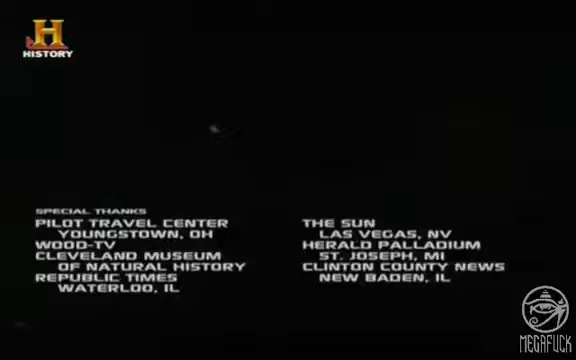 H
HISTORY
SPECIAL THANKS
PILOT TRAVEL CENTER
YOUNGSTOWN, OH
WOOD-TV
CLEVELAND MUSEUM
OF NATURAL HISTORY
REPUBLIC TIMES
WATERLOO, IL
THE SUN
LAS VEGAS, NV
HERALD PALLADIUM
ST. JOSEPH, MI
CLINTON COUNTY NEWS
NEW BADEN, IL
MEGAFUCK